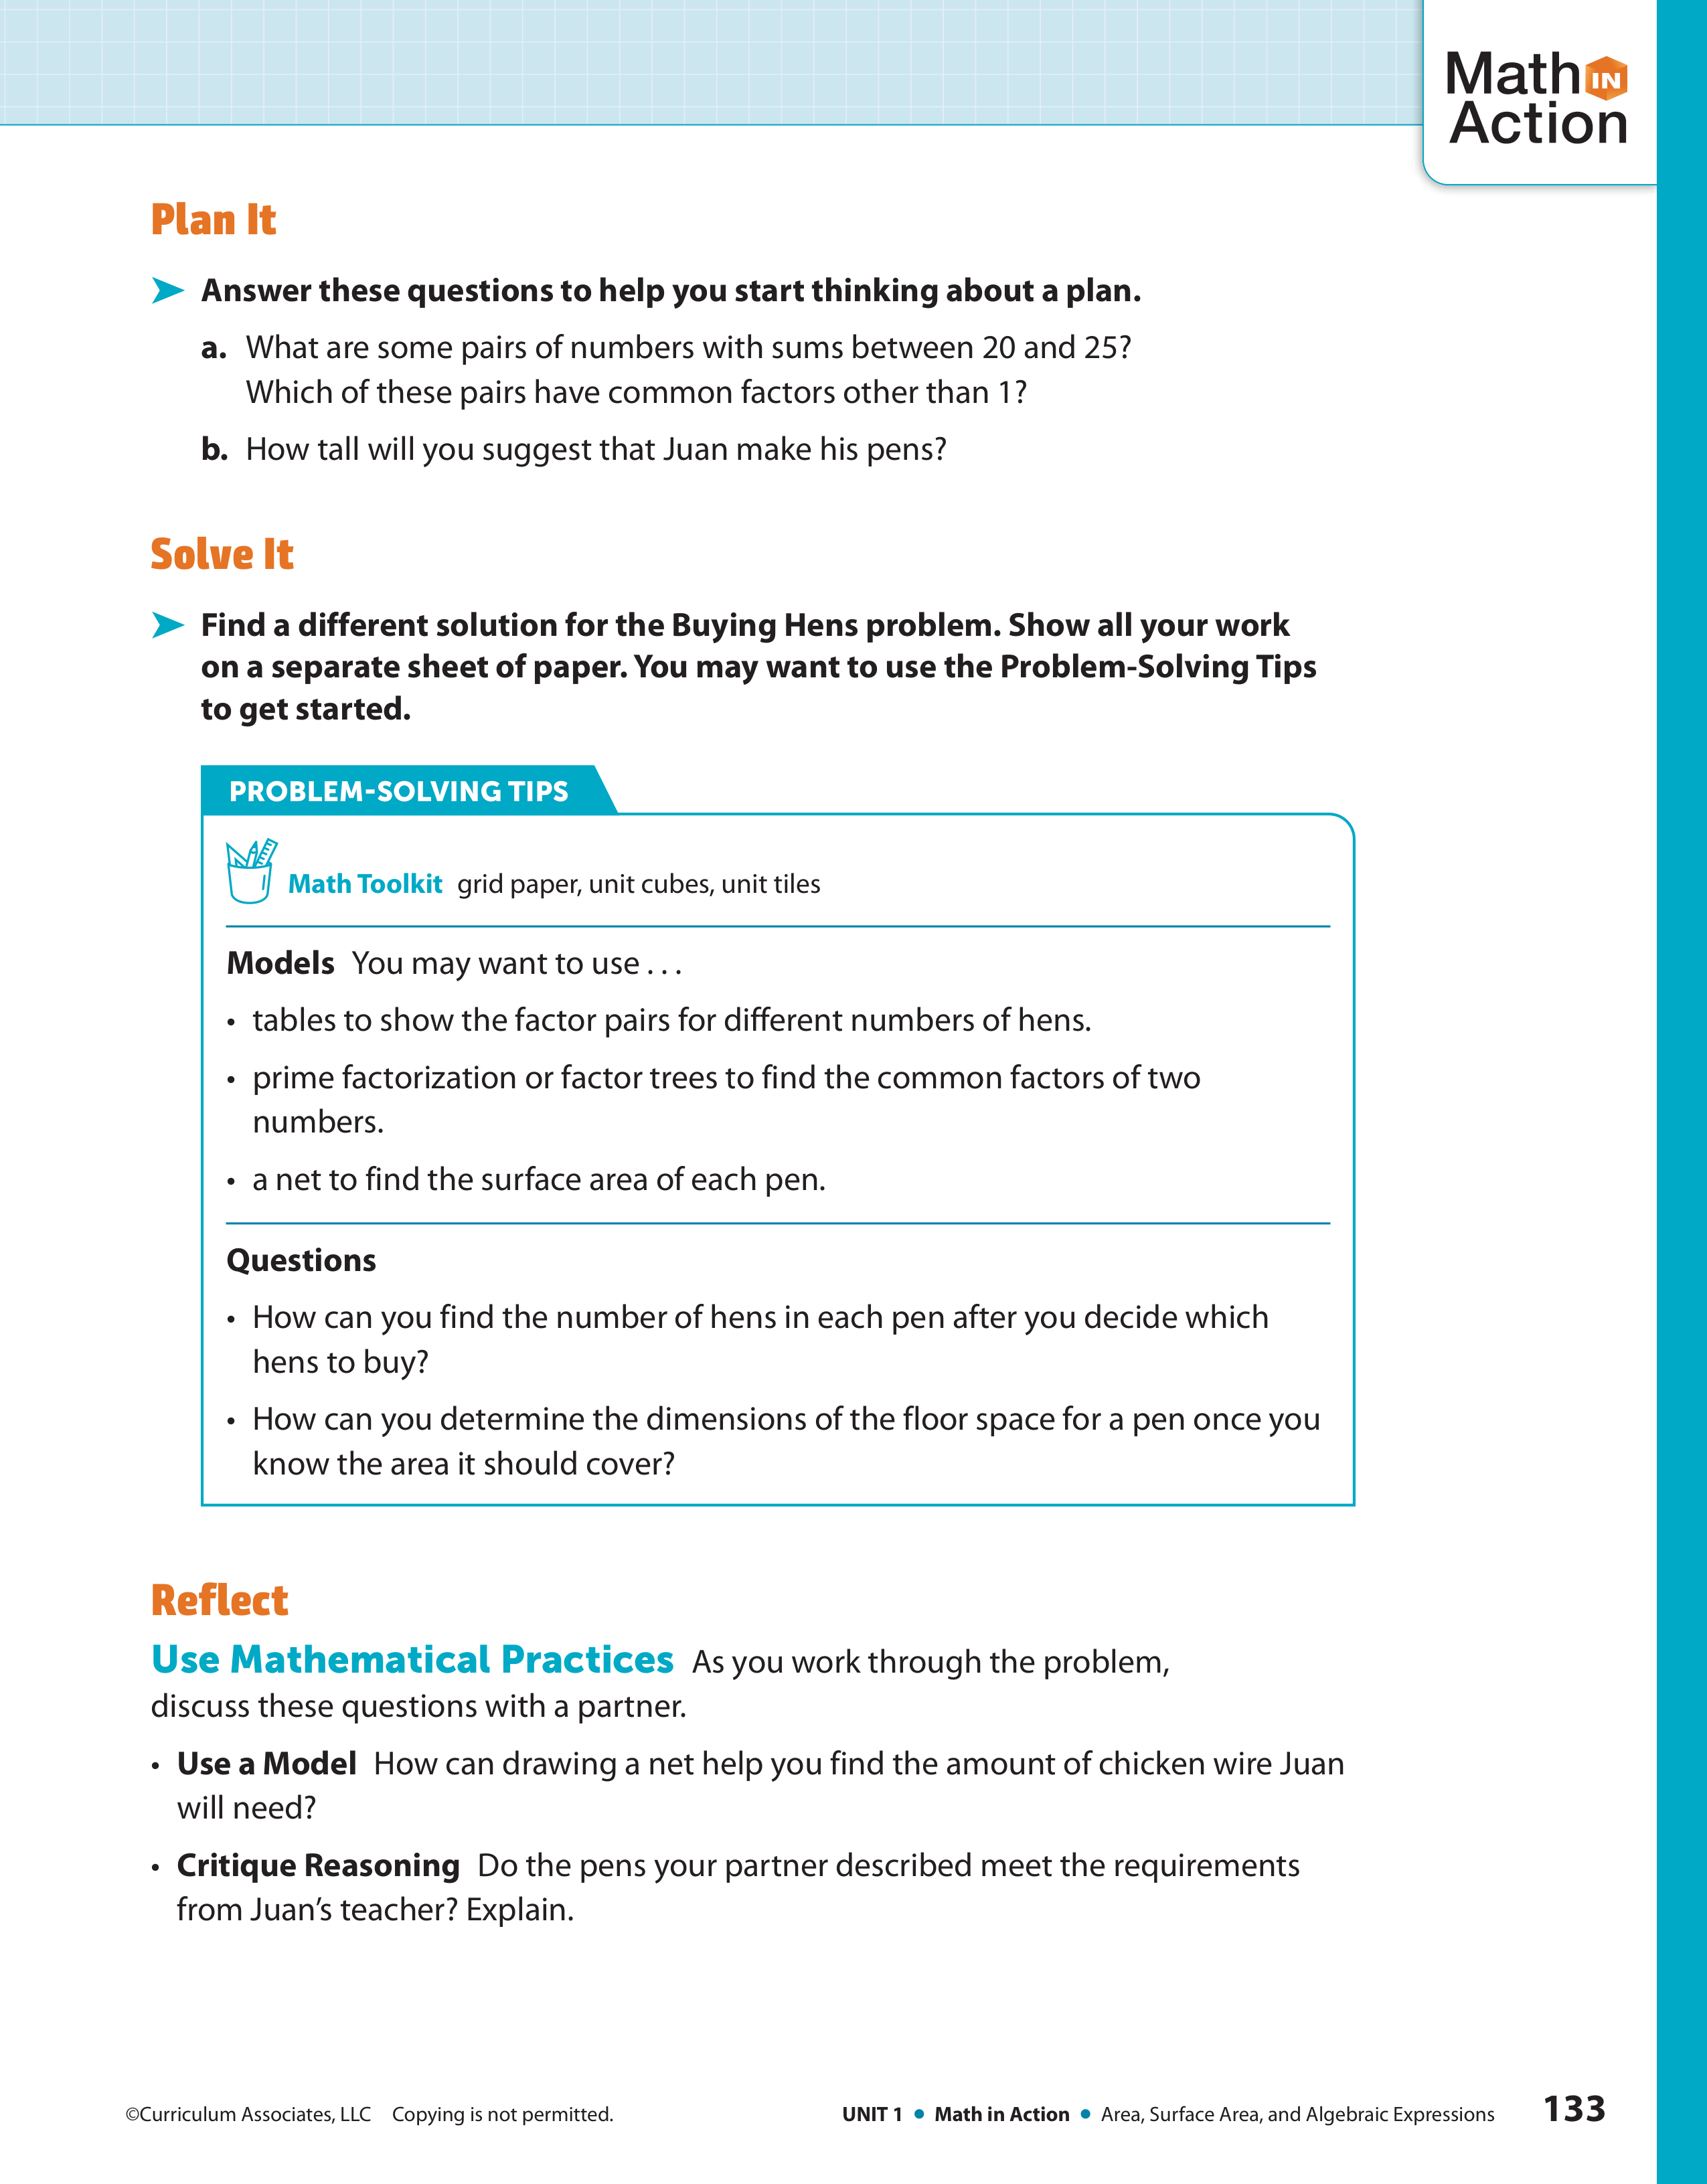 Math IN
Action
Plan It
Answer these questions to help you start thinking about a plan.
a. What are some pairs of numbers with sums between 20 and 25?
Which of these pairs have common factors other than 1?
b. How tall will you suggest that Juan make his pens?
Solve It
Find a different solution for the Buying Hens problem. Show all your work
on a separate sheet of paper. You may want to use the Problem-Solving Tips
to get started.
PROBLEM-SOLVING TIPS
Math Toolkit grid paper, unit cubes, unit tiles
Models You may want to use . . .
• tables to show the factor pairs for different numbers of hens.
• prime factorization or factor trees to find the common factors of two
numbers.
• a net to find the surface area of each pen.
Questions
• How can you find the number of hens in each pen after you decide which
hens to buy?
• How can you determine the dimensions of the floor space for a pen once you
know the area it should cover?
Reflect
Use Mathematical Practices As you work through the problem,
discuss these questions with a partner.
• Use a Model How can drawing a net help you find the amount of chicken wire Juan
will need?
• Critique Reasoning Do the pens your partner described meet the requirements
from Juan’s teacher? Explain.
©Curriculum Associates, LLC Copying is not permitted. UNIT 1 • Math in Action • Area, Surface Area, and Algebraic Expressions 133